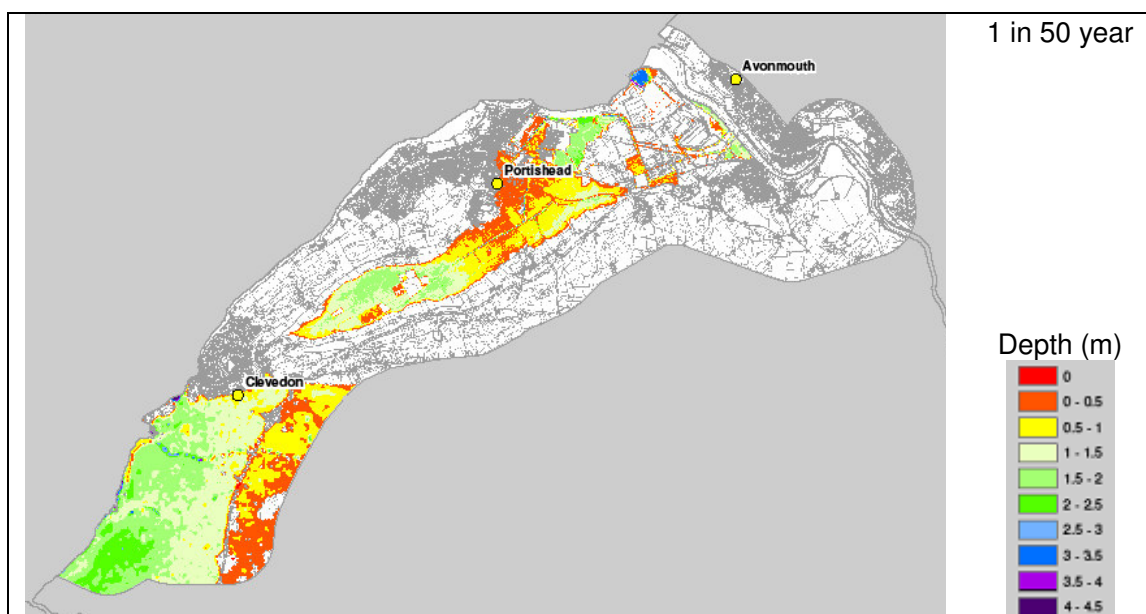 1 in 50 year
Avonmouth
Portishead
Clevedon
Depth (m)
0
0 - 0.5
0.5 - 1
1 - 1.5
1.5 - 2
2 - 2.5
2.5 - 3
3 - 3.5
3.5 - 4
4 - 4.5